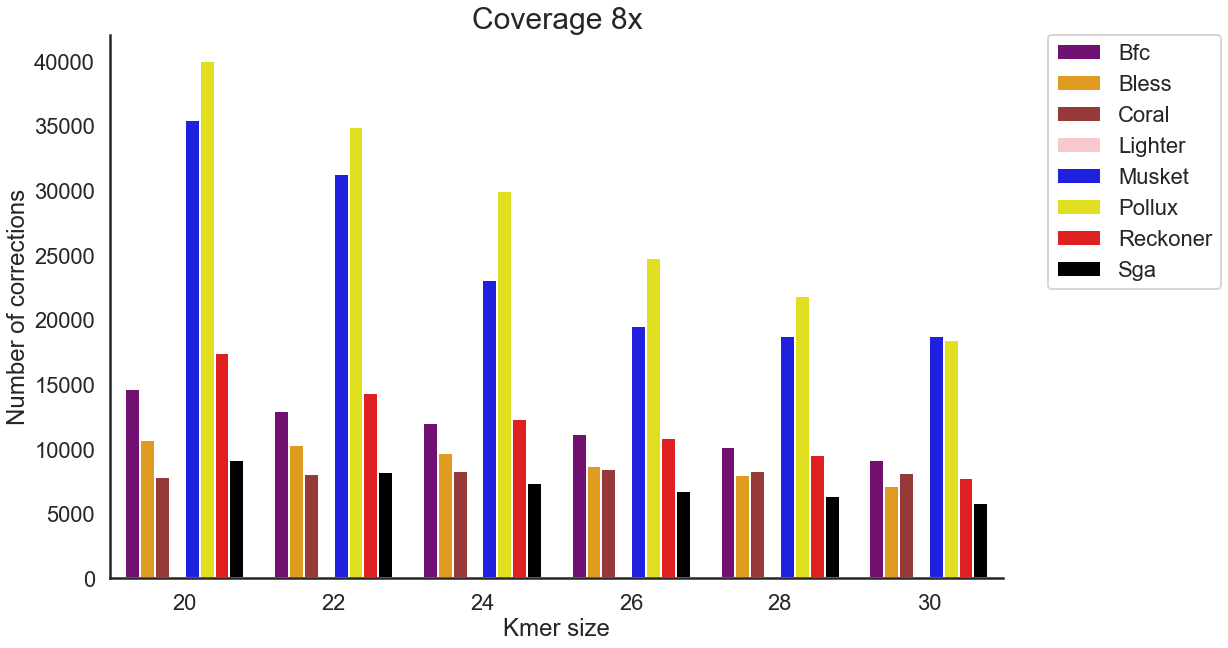 Coverage 8x
Number of corrections
40000
35000
30000
25000
20000
15000
10000
5000
0
20 22 24 26 28 30
Kmer size
Bfc
Bless
Coral
Lighter
Musket
Pollux
Reckoner
Sga